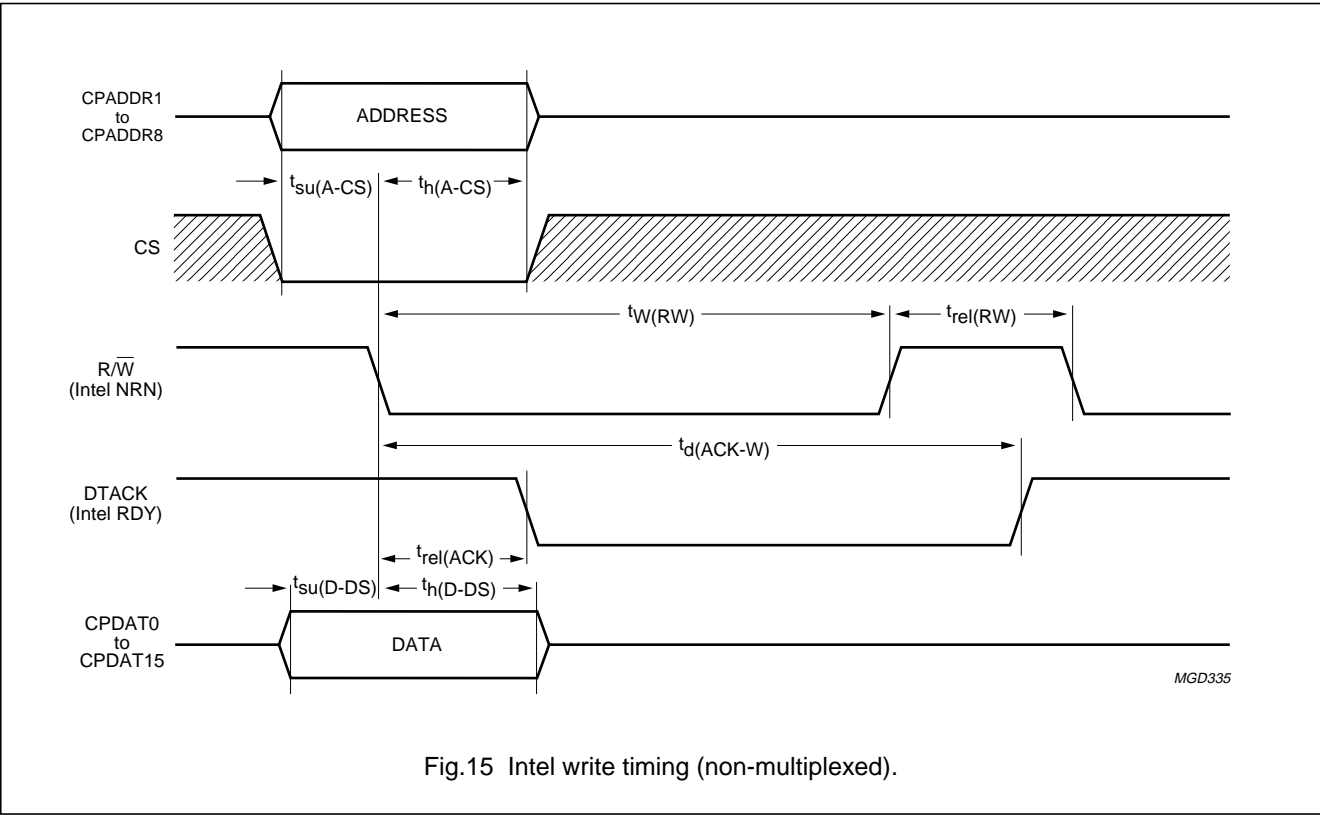 CPADDR1
to
CPADDR8
ADDRESS
tsu(A-CS)
th(A-CS)
CS
tW(RW)
trel(RW)
R/W̅
(Intel NRN)
td(ACK-W)
DTACK
(Intel RDY)
trel(ACK)
tsu(D-DS)
th(D-DS)
CPDAT0
to
CPDAT15
DATA
MGD335
Fig.15 Intel write timing (non-multiplexed).